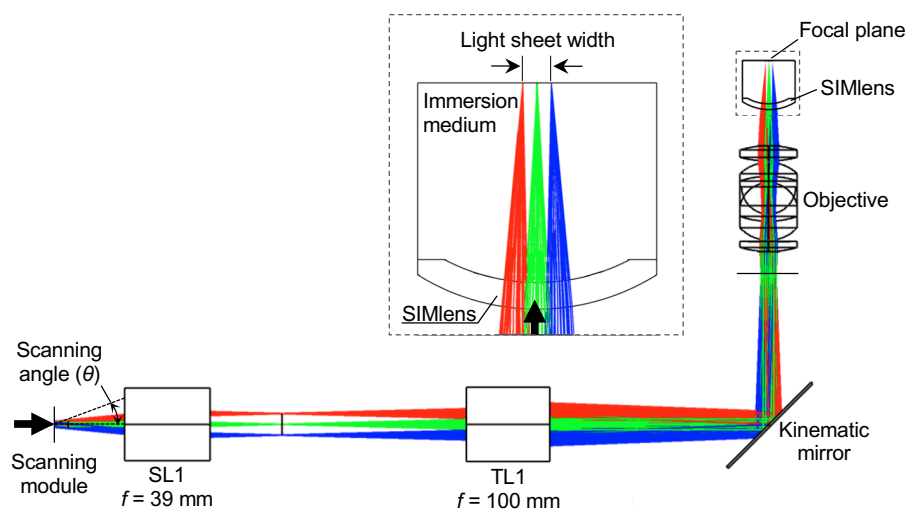 Light sheet width
Immersion
medium
SIMlens
Focal plane
SIMlens
Objective
Scanning
angle (θ)
Scanning
module
SL1
f = 39 mm
TL1
f = 100 mm
Kinematic
mirror